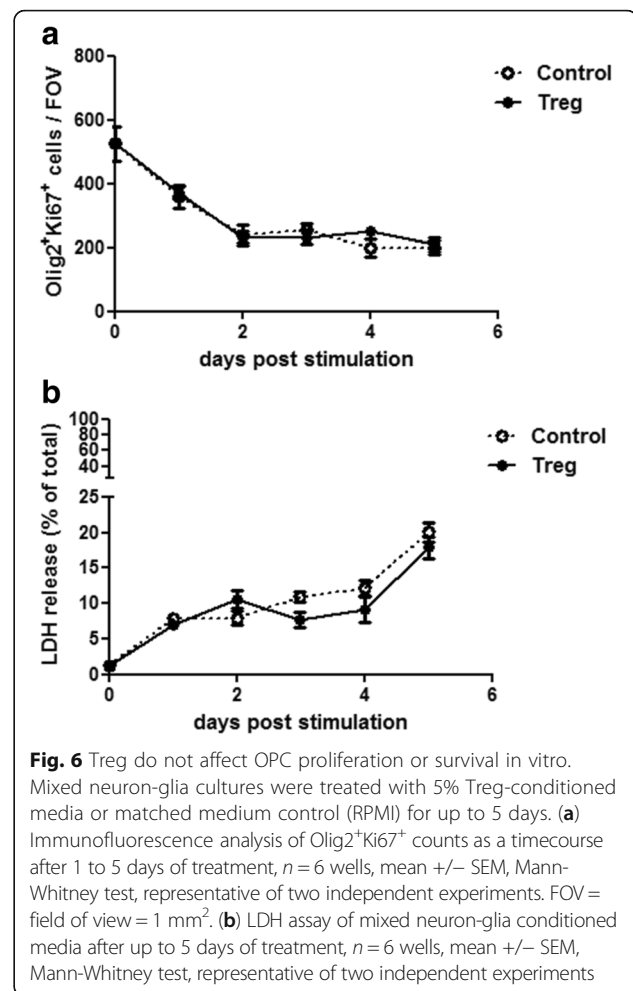 a
800
600
400
200
0
Olig2⁺Ki67⁺ cells / FOV
Control
Treg
0 2 4 6
days post stimulation
b
100
80
60
40
25
20
15
10
5
0
LDH release (% of total)
Control
Treg
0 2 4 6
days post stimulation
Fig. 6 Treg do not affect OPC proliferation or survival in vitro.
Mixed neuron-glia cultures were treated with 5% Treg-conditioned
media or matched medium control (RPMI) for up to 5 days. (a)
Immunofluorescence analysis of Olig2⁺Ki67⁺ counts as a timecourse
after 1 to 5 days of treatment, n = 6 wells, mean +/− SEM, Mann-
Whitney test, representative of two independent experiments. FOV =
field of view = 1 mm². (b) LDH assay of mixed neuron-glia conditioned
media after up to 5 days of treatment, n = 6 wells, mean +/− SEM,
Mann-Whitney test, representative of two independent experiments